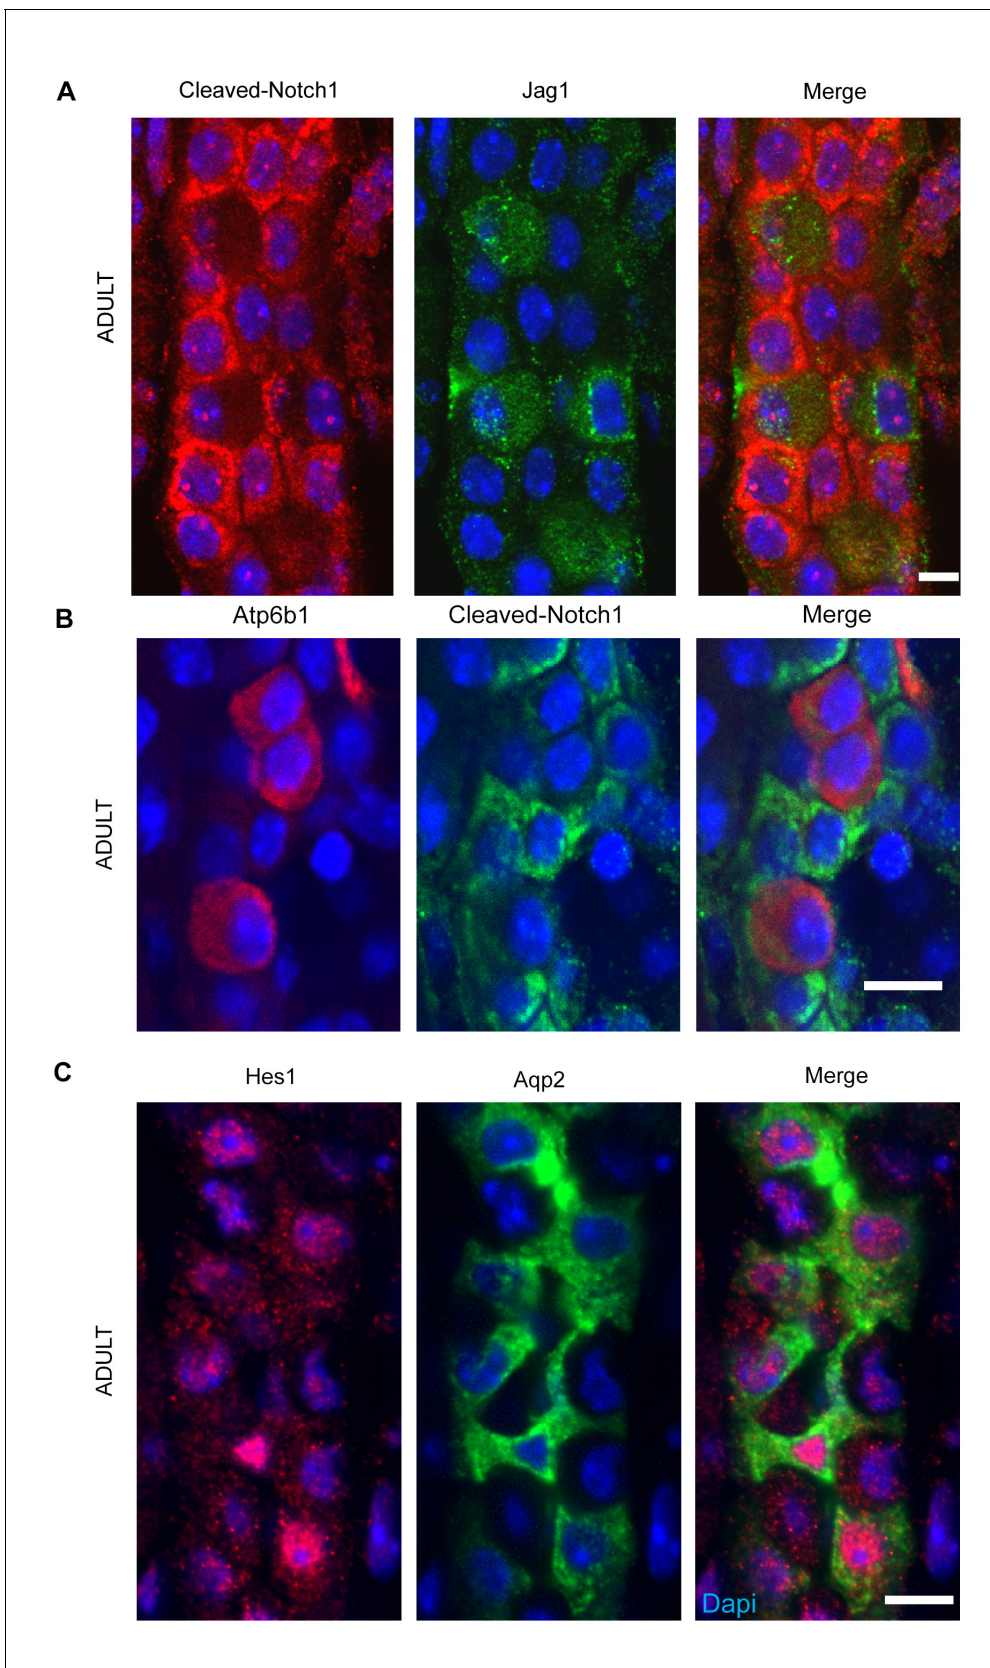 A
Cleaved-Notch1
Jag1
Merge
ADULT
B
Atp6b1
Cleaved-Notch1
Merge
ADULT
C
Hes1
Aqp2
Merge
ADULT
Dapi